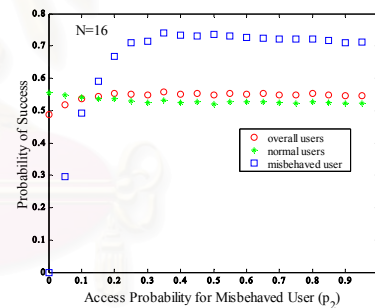 0.8
N=16
0.7
0.6
0.5
0.4
0.3
0.2
0.1
0
Probability of Success
overall users
normal users
misbehaved user
0 0.1 0.2 0.3 0.4 0.5 0.6 0.7 0.8 0.9
Access Probability for Misbehaved User (p2)